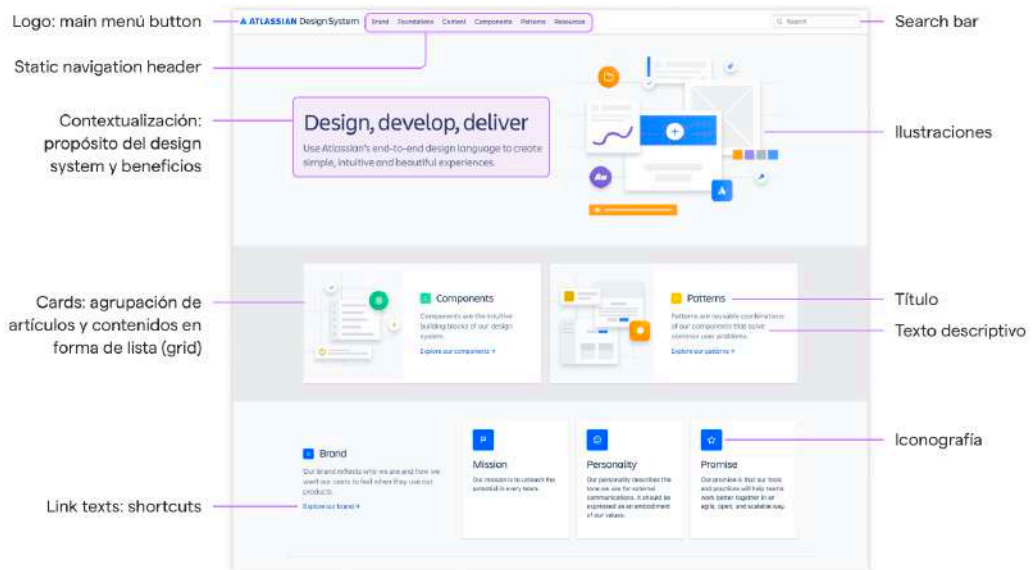 Logo: main menú button
Static navigation header
Contextualización:
propósito del design
system y beneficios
Cards: agrupación de
artículos y contenidos en
forma de lista (grid)
Link texts: shortcuts
ATLASSIAN Design System Brand Foundations Content Components Patterns Resources
Search
Design, develop, deliver
Use Atlassian's end-to-end design language to create
simple, intuitive and beautiful experiences.
Aa
Components
Components are the intuitive
building blocks of our design
system.
Explore our components →
Patterns
Patterns are reusable combinations
of our components that solve
common user problems.
Explore our patterns →
Brand
Our brand reflects who we are and how we
want our users to feel when they use our
products.
Explore our brand →
Mission
Our mission is to unleash the
potential in every team.
Personality
Our personality describes the
tone we use for external
communications. It should be
expressed as an embodiment
of our values.
Promise
Our promise is that our tools
and practices will help teams
work better together in an
agile, open, and scalable way.
Search bar
Ilustraciones
Título
Texto descriptivo
Iconografía